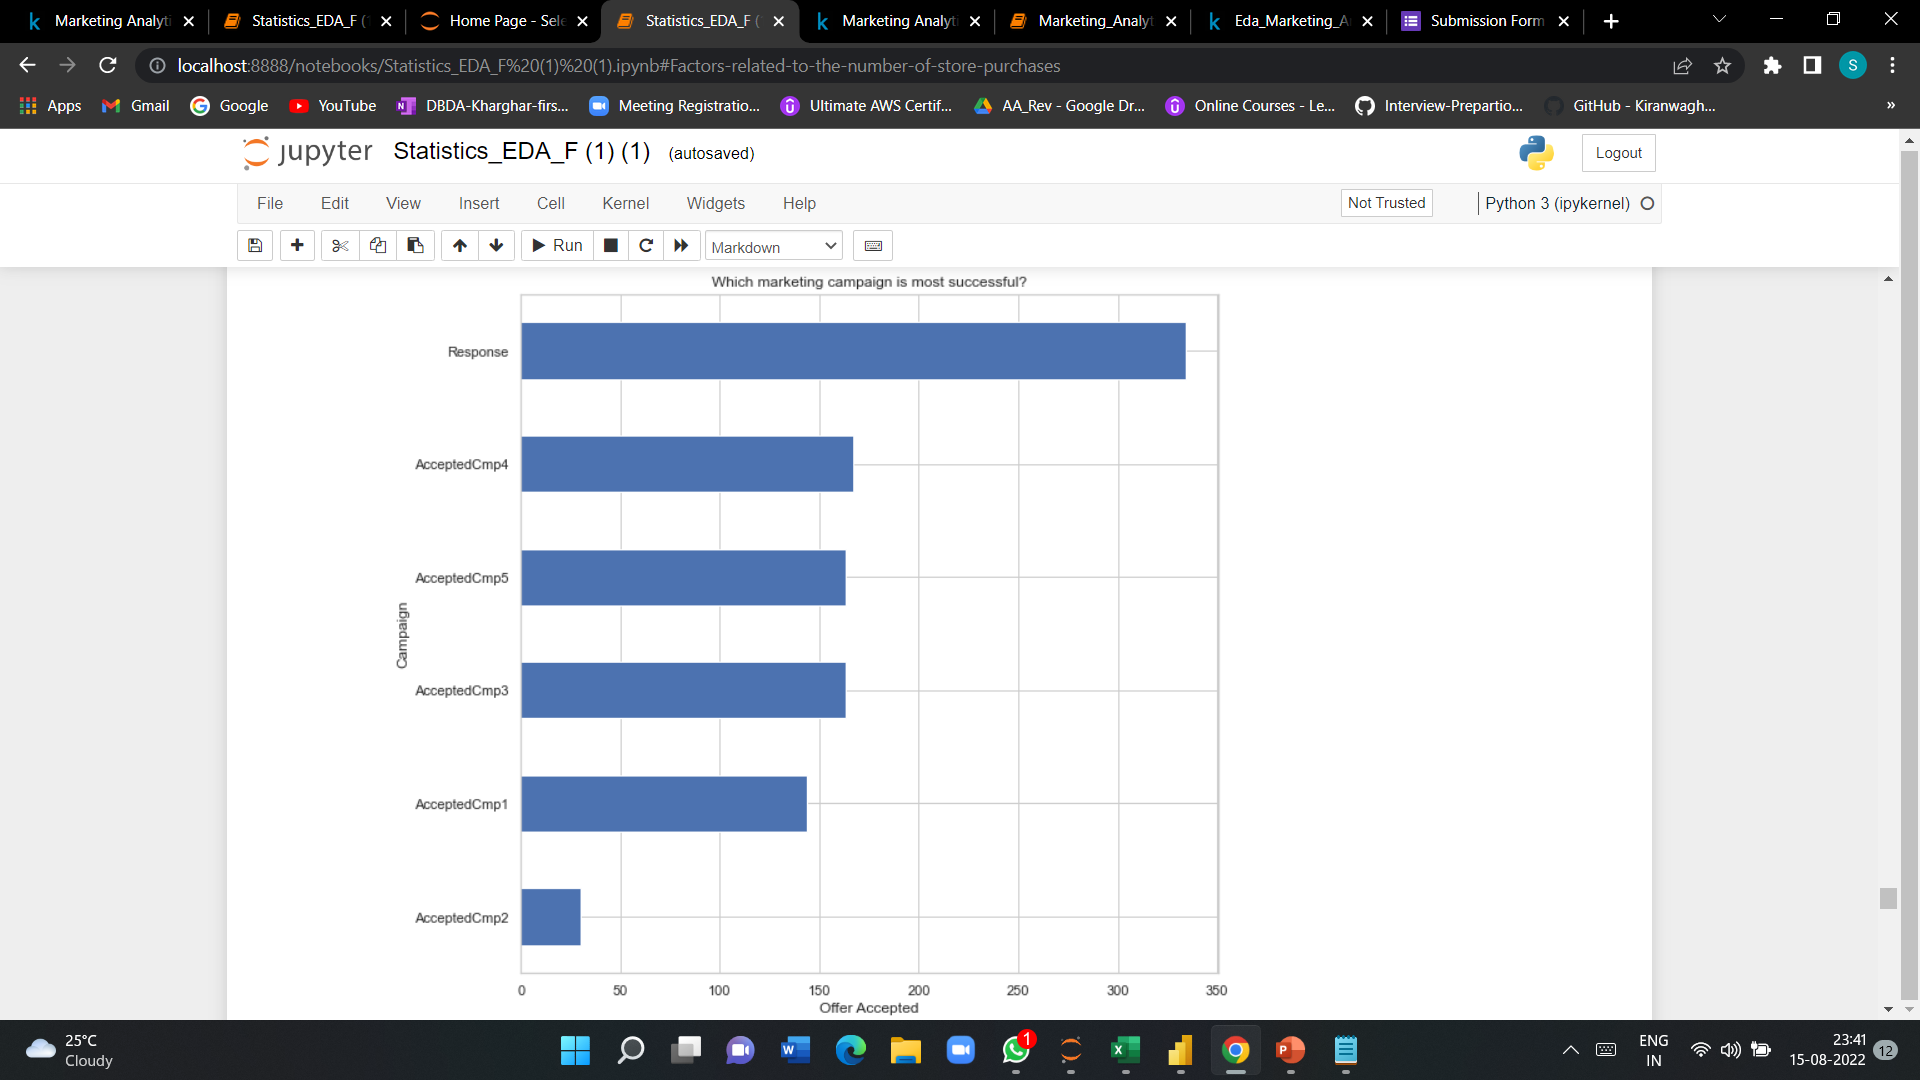 Marketing Analyti
Statistics_EDA_F (
Home Page - Sele
Statistics_EDA_F (
Marketing Analyti
Marketing_Analyt
Eda_Marketing_A
Submission Form
localhost:8888/notebooks/Statistics_EDA_F%20(1)%20(1).ipynb#Factors-related-to-the-number-of-store-purchases
S
Apps
Gmail
Google
YouTube
DBDA-Kharghar-firs...
Meeting Registratio...
Ultimate AWS Certif...
AA_Rev - Google Dr...
Online Courses - Le...
Interview-Prepartio...
GitHub - Kiranwagh...
»
jupyter Statistics_EDA_F (1) (1) (autosaved)
Logout
File Edit View Insert Cell Kernel Widgets Help
Not Trusted
Python 3 (ipykernel)
Run
Markdown
Which marketing campaign is most successful?
Response
AcceptedCmp4
AcceptedCmp5
Campaign
AcceptedCmp3
AcceptedCmp1
AcceptedCmp2
0 50 100 150 200 250 300 350
Offer Accepted
25°C
Cloudy
1
ENG
IN
23:41
15-08-2022
12